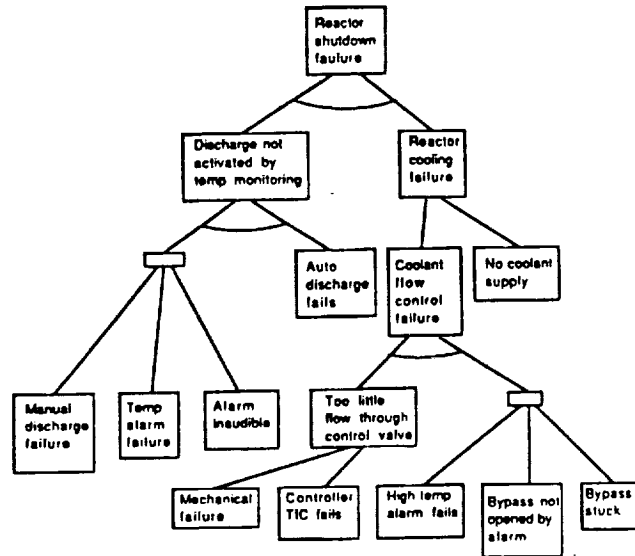 Reactor
shutdown
faulure
Discharge not
activated by
temp monitoring
Reactor
cooling
failure
Auto
discharge
fails
Coolant
flow
control
failure
No coolant
supply
Manual
discharge
failure
Temp
alarm
failure
Alarm
inaudible
Too little
flow through
control valve
Mechanical
failure
Controller
TIC fails
High temp
alarm fails
Bypass not
opened by
alarm
Bypass
stuck